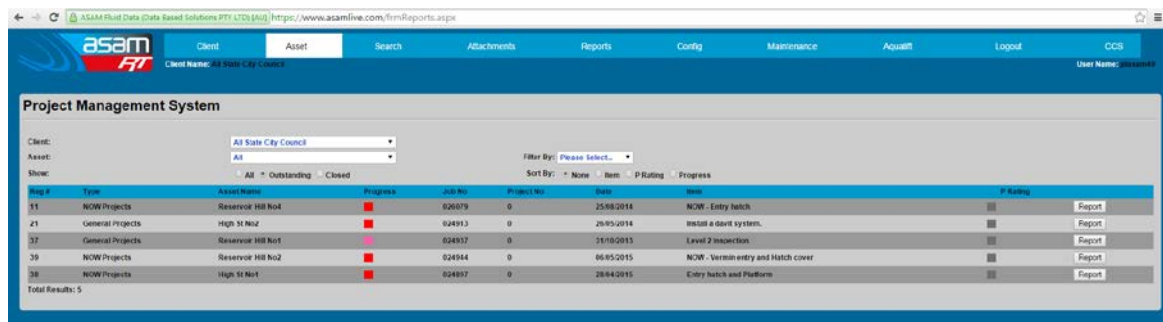 ASAM Fluid Data (Data Based Solutions PTY LTD) [AU] https://www.asamlive.com/frmReports.aspx
asam RT Client Asset Search Attachments Reports Config Maintenance Aqualift Logout CCS
Client Name: All State City Council User Name:
Project Management System
Client: All State City Council
Asset: All Filter By: Please Select...
Show: All Outstanding Closed Sort By: None Item P Rating Progress
Reg # Type Asset Name Progress Job No Project No Date Item P Rating
11 NOW Projects Reservoir Hill No4 026079 0 25/08/2014 NOW - Entry hatch Report
21 General Projects High St No2 024913 0 26/05/2014 Install a davit system. Report
37 General Projects Reservoir Hill No1 024937 0 31/10/2013 Level 2 Inspection Report
39 NOW Projects Reservoir Hill No2 024944 0 06/05/2015 NOW - Vermin entry and Hatch cover Report
38 NOW Projects High St No1 024897 0 28/04/2015 Entry hatch and Platform Report
Total Results: 5